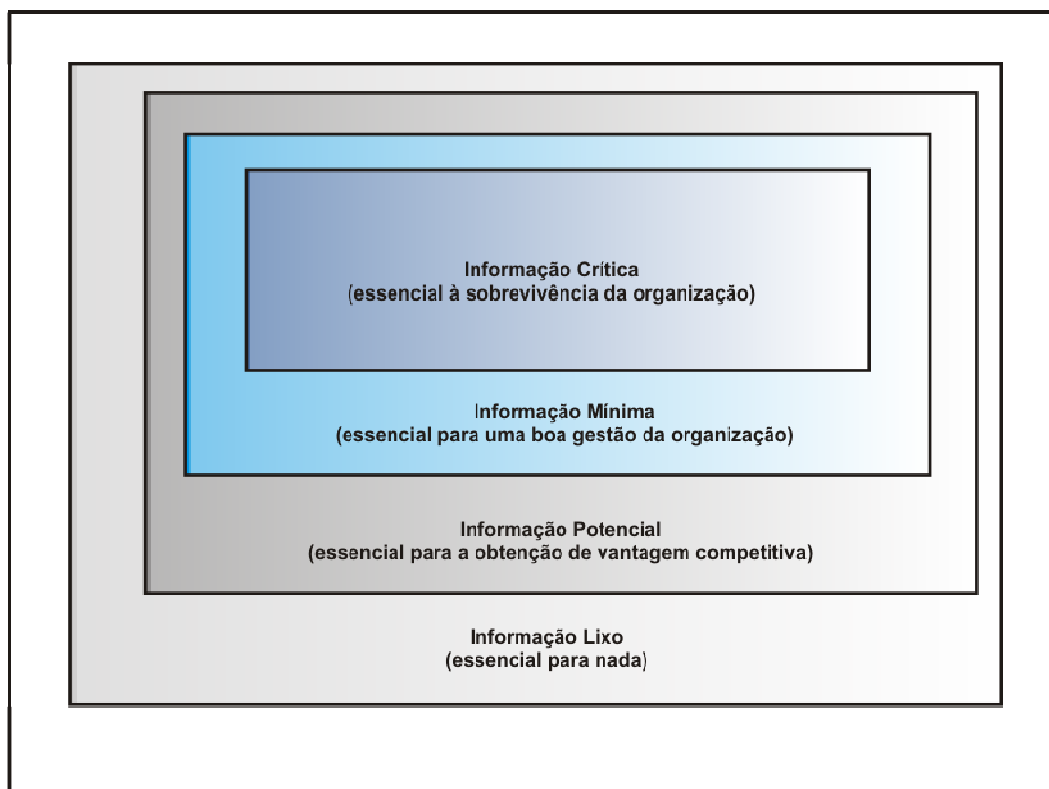 Informação Crítica
(essencial à sobrevivência da organização)
Informação Mínima
(essencial para uma boa gestão da organização)
Informação Potencial
(essencial para a obtenção de vantagem competitiva)
Informação Lixo
(essencial para nada)